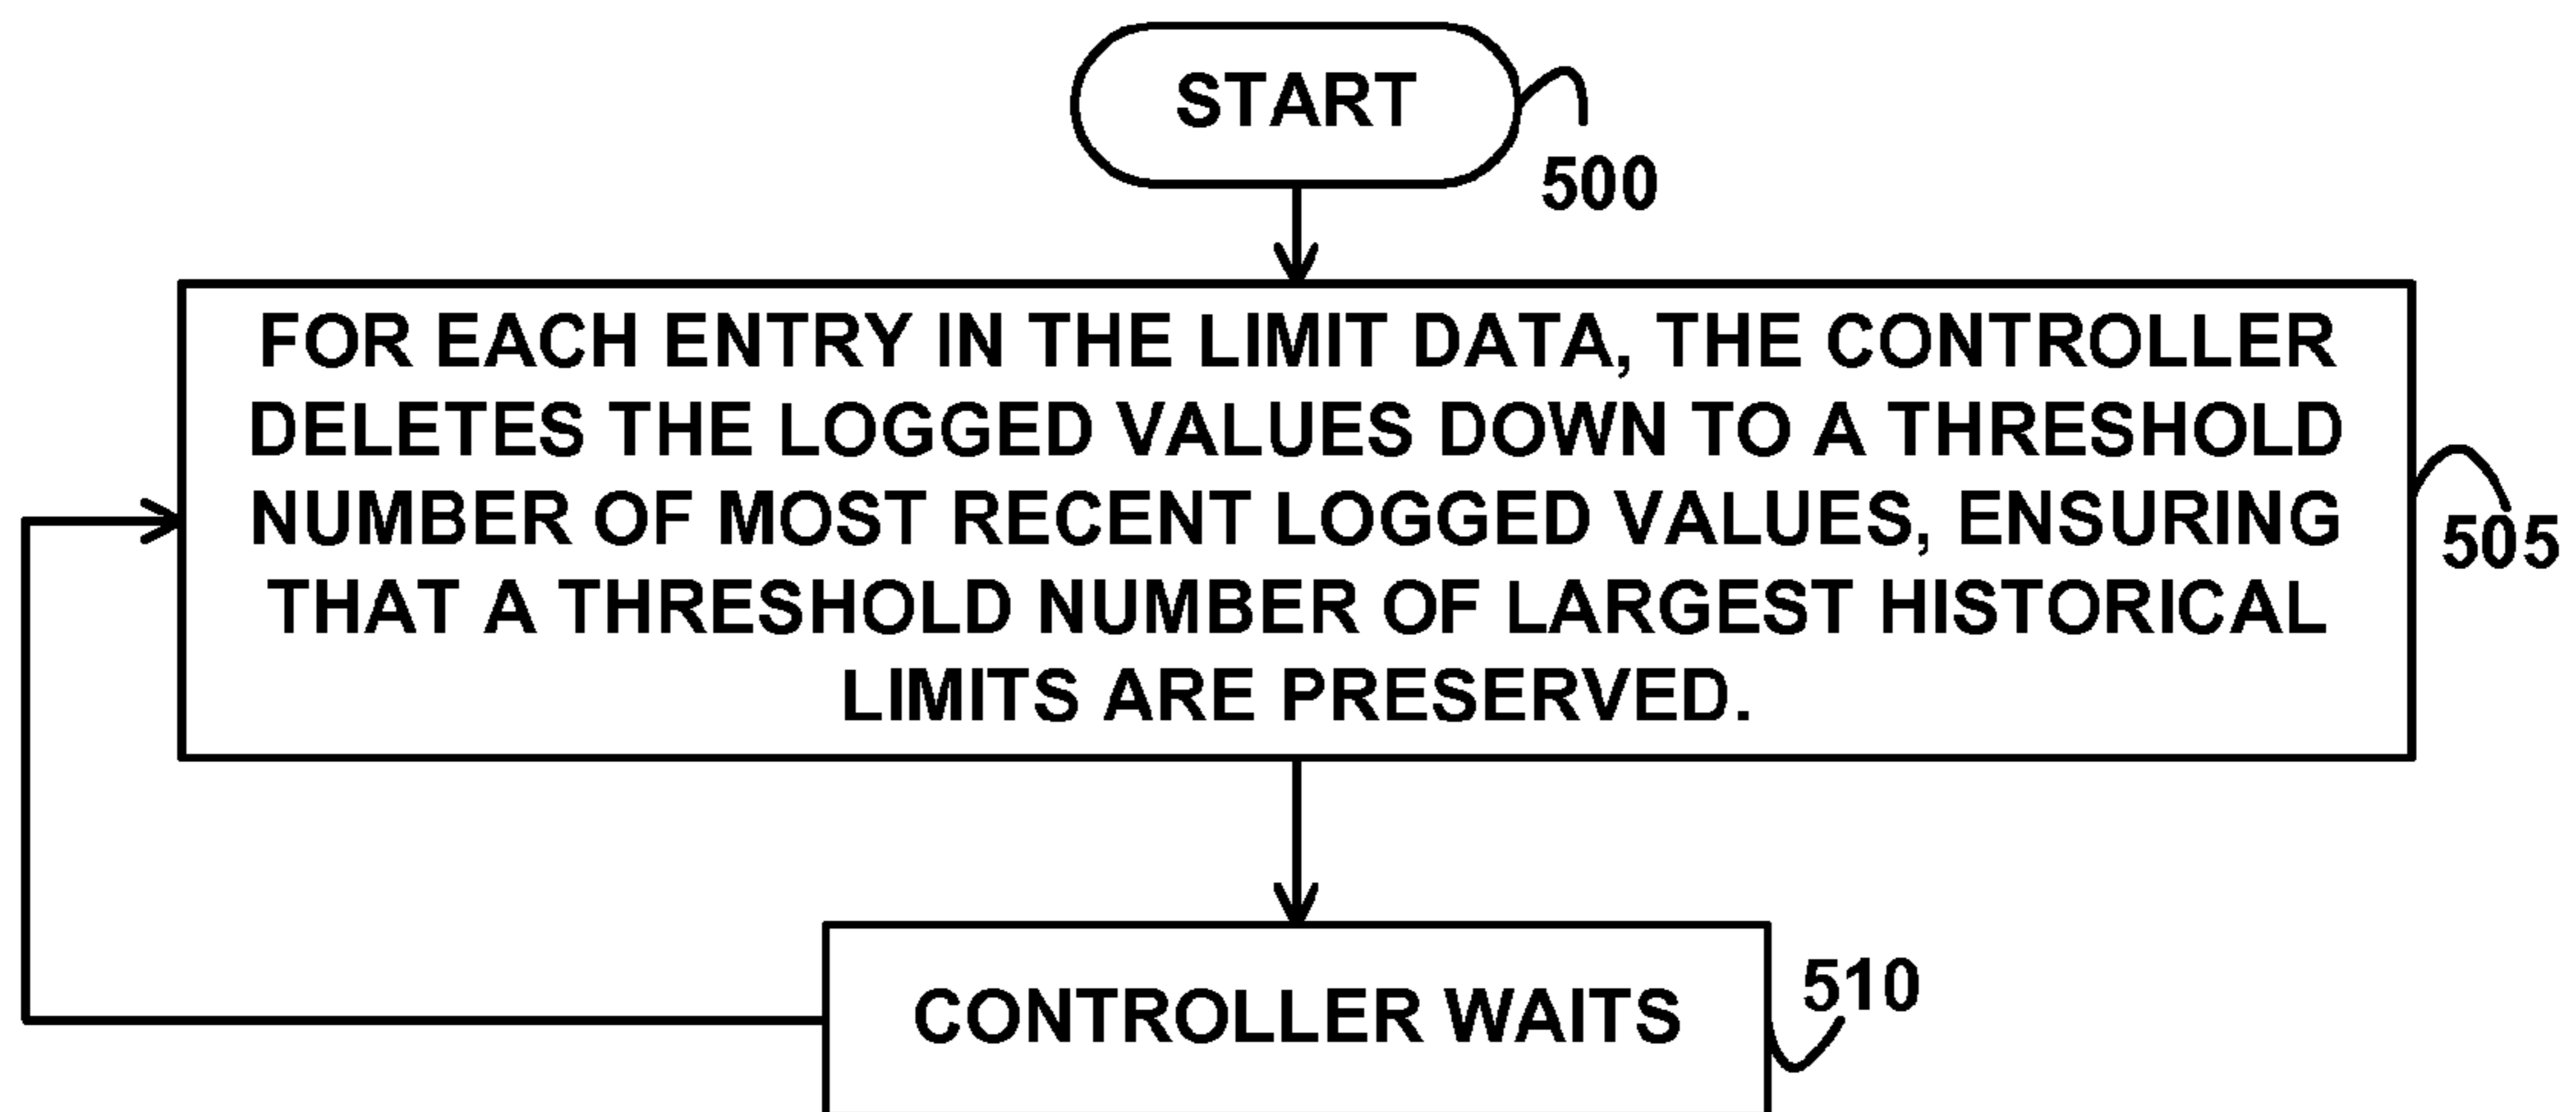 START
500
FOR EACH ENTRY IN THE LIMIT DATA, THE CONTROLLER
DELETES THE LOGGED VALUES DOWN TO A THRESHOLD
NUMBER OF MOST RECENT LOGGED VALUES, ENSURING
THAT A THRESHOLD NUMBER OF LARGEST HISTORICAL
LIMITS ARE PRESERVED.
505
CONTROLLER WAITS
510